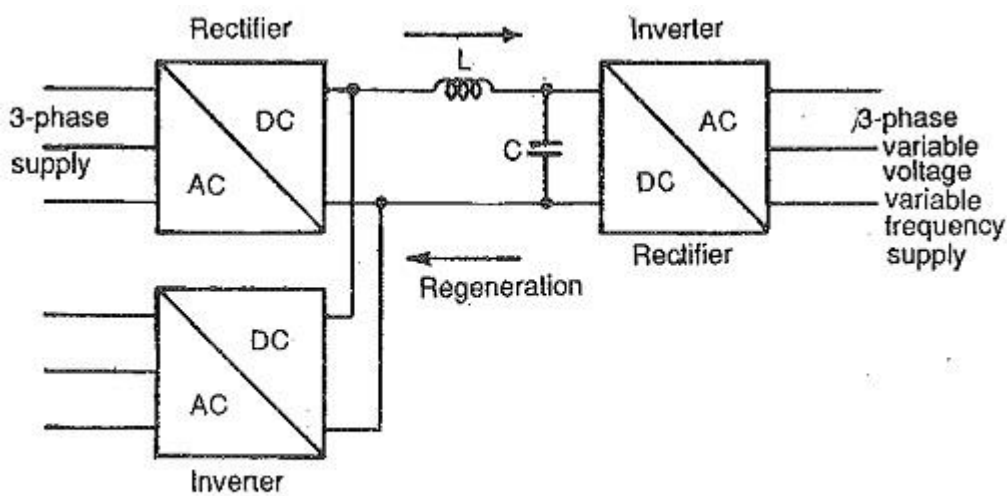 Rectifier
L
Inverter
3-phase
supply
DC
AC
C
AC
DC
3-phase
variable
voltage
variable
frequency
supply
Rectifier
Regeneration
DC
AC
Inverter